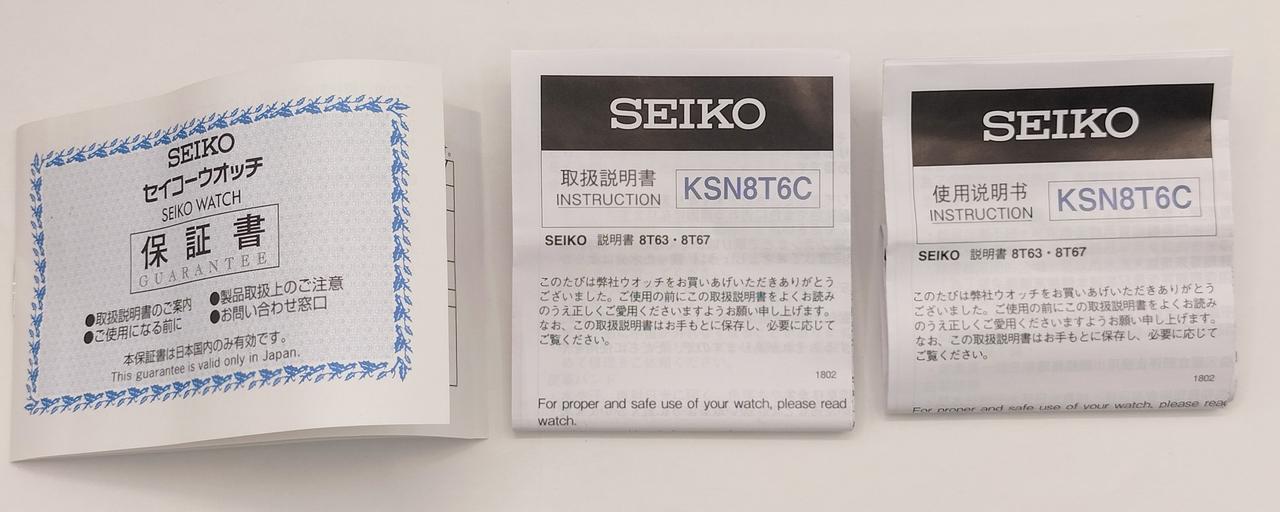 SEIKO
セイコーウオッチ
SEIKO WATCH
保証書
GUARANTEE
●取扱説明書のご案内
●ご使用になる前に
●製品取扱上のご注意
●お問い合わせ窓口
本保証書は日本国内のみ有効です。
This guarantee is valid only in Japan.
SEIKO
取扱説明書
INSTRUCTION
KSN8T6C
SEIKO 説明書 8T63・8T67
このたびは弊社ウオッチをお買いあげいただきありがとう
ございました。ご使用の前にこの取扱説明書をよくお読み
のうえ正しくご愛用くださいますようお願い申し上げます。
なお、この取扱説明書はお手もとに保存し、必要に応じて
ご覧ください。
1802
For proper and safe use of your watch, please read
watch.
SEIKO
使用说明书
INSTRUCTION
KSN8T6C
SEIKO 説明書 8T63・8T67
このたびは弊社ウオッチをお買いあげいただきありがとう
ございました。ご使用の前にこの取扱説明書をよくお読み
のうえ正しくご愛用くださいますようお願い申し上げます。
なお、この取扱説明書はお手もとに保存し、必要に応じて
ご覧ください。
1802
For proper and safe use of your watch, please read